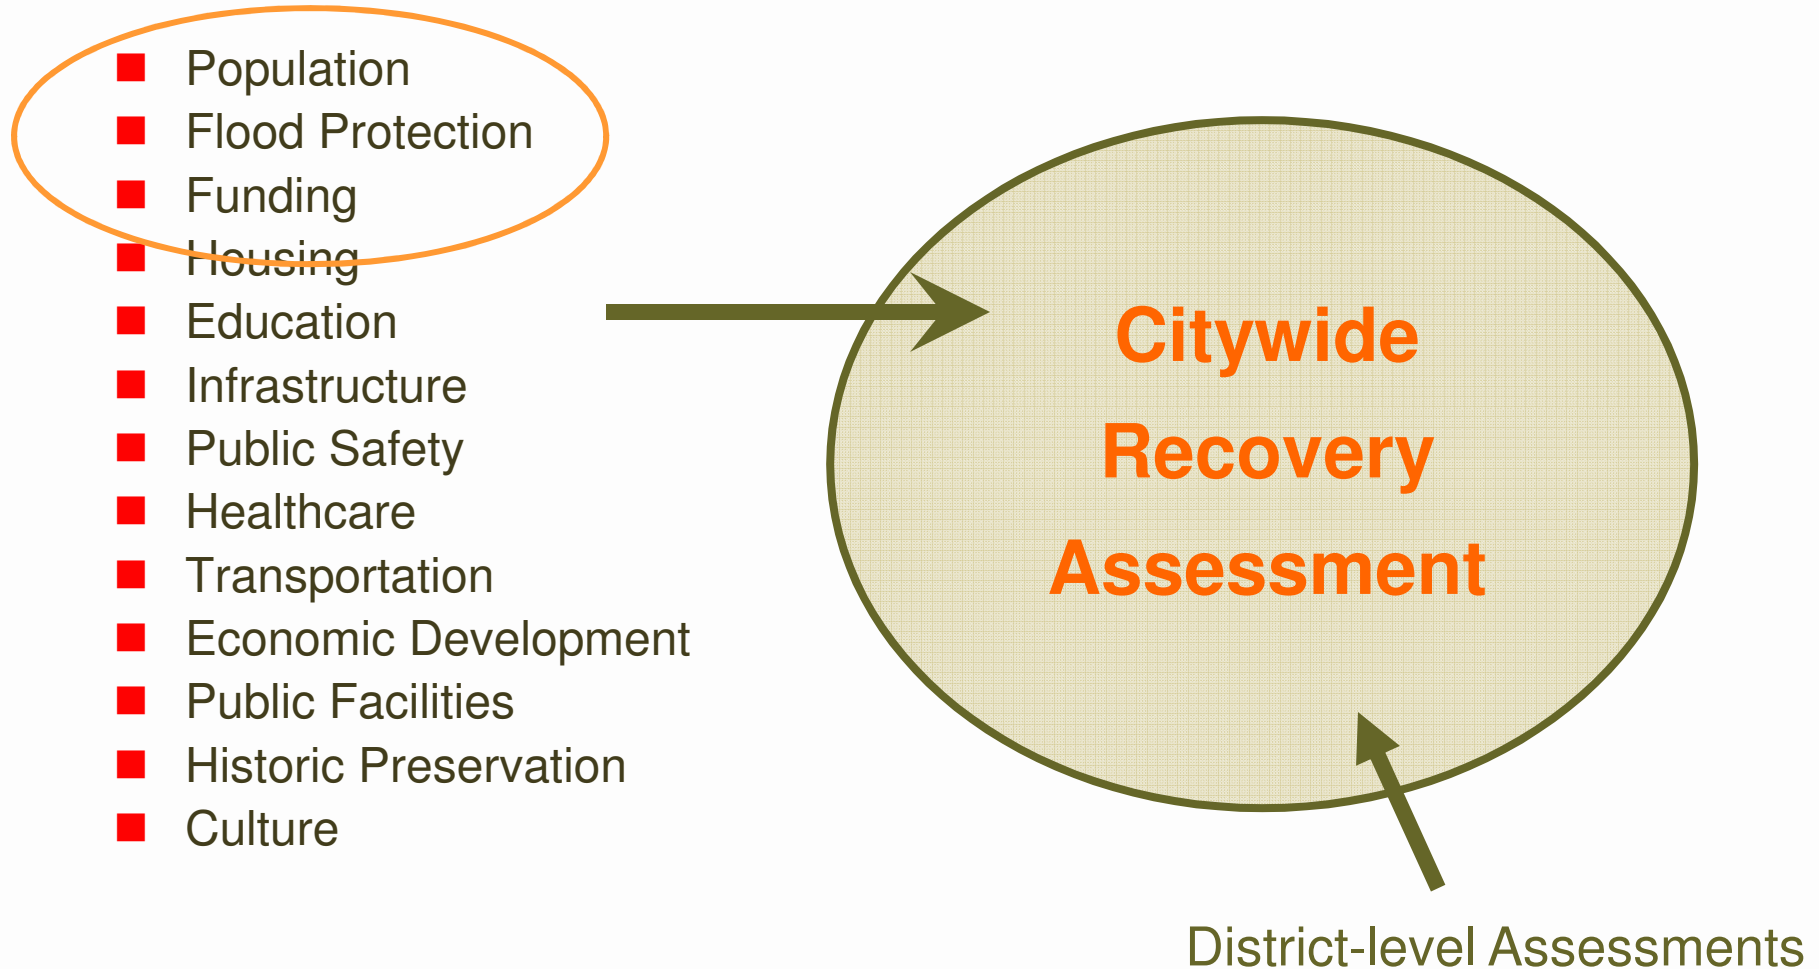 Population
Flood Protection
Funding
Housing
Education
Infrastructure
Public Safety
Healthcare
Transportation
Economic Development
Public Facilities
Historic Preservation
Culture
Citywide
Recovery
Assessment
District-level Assessments